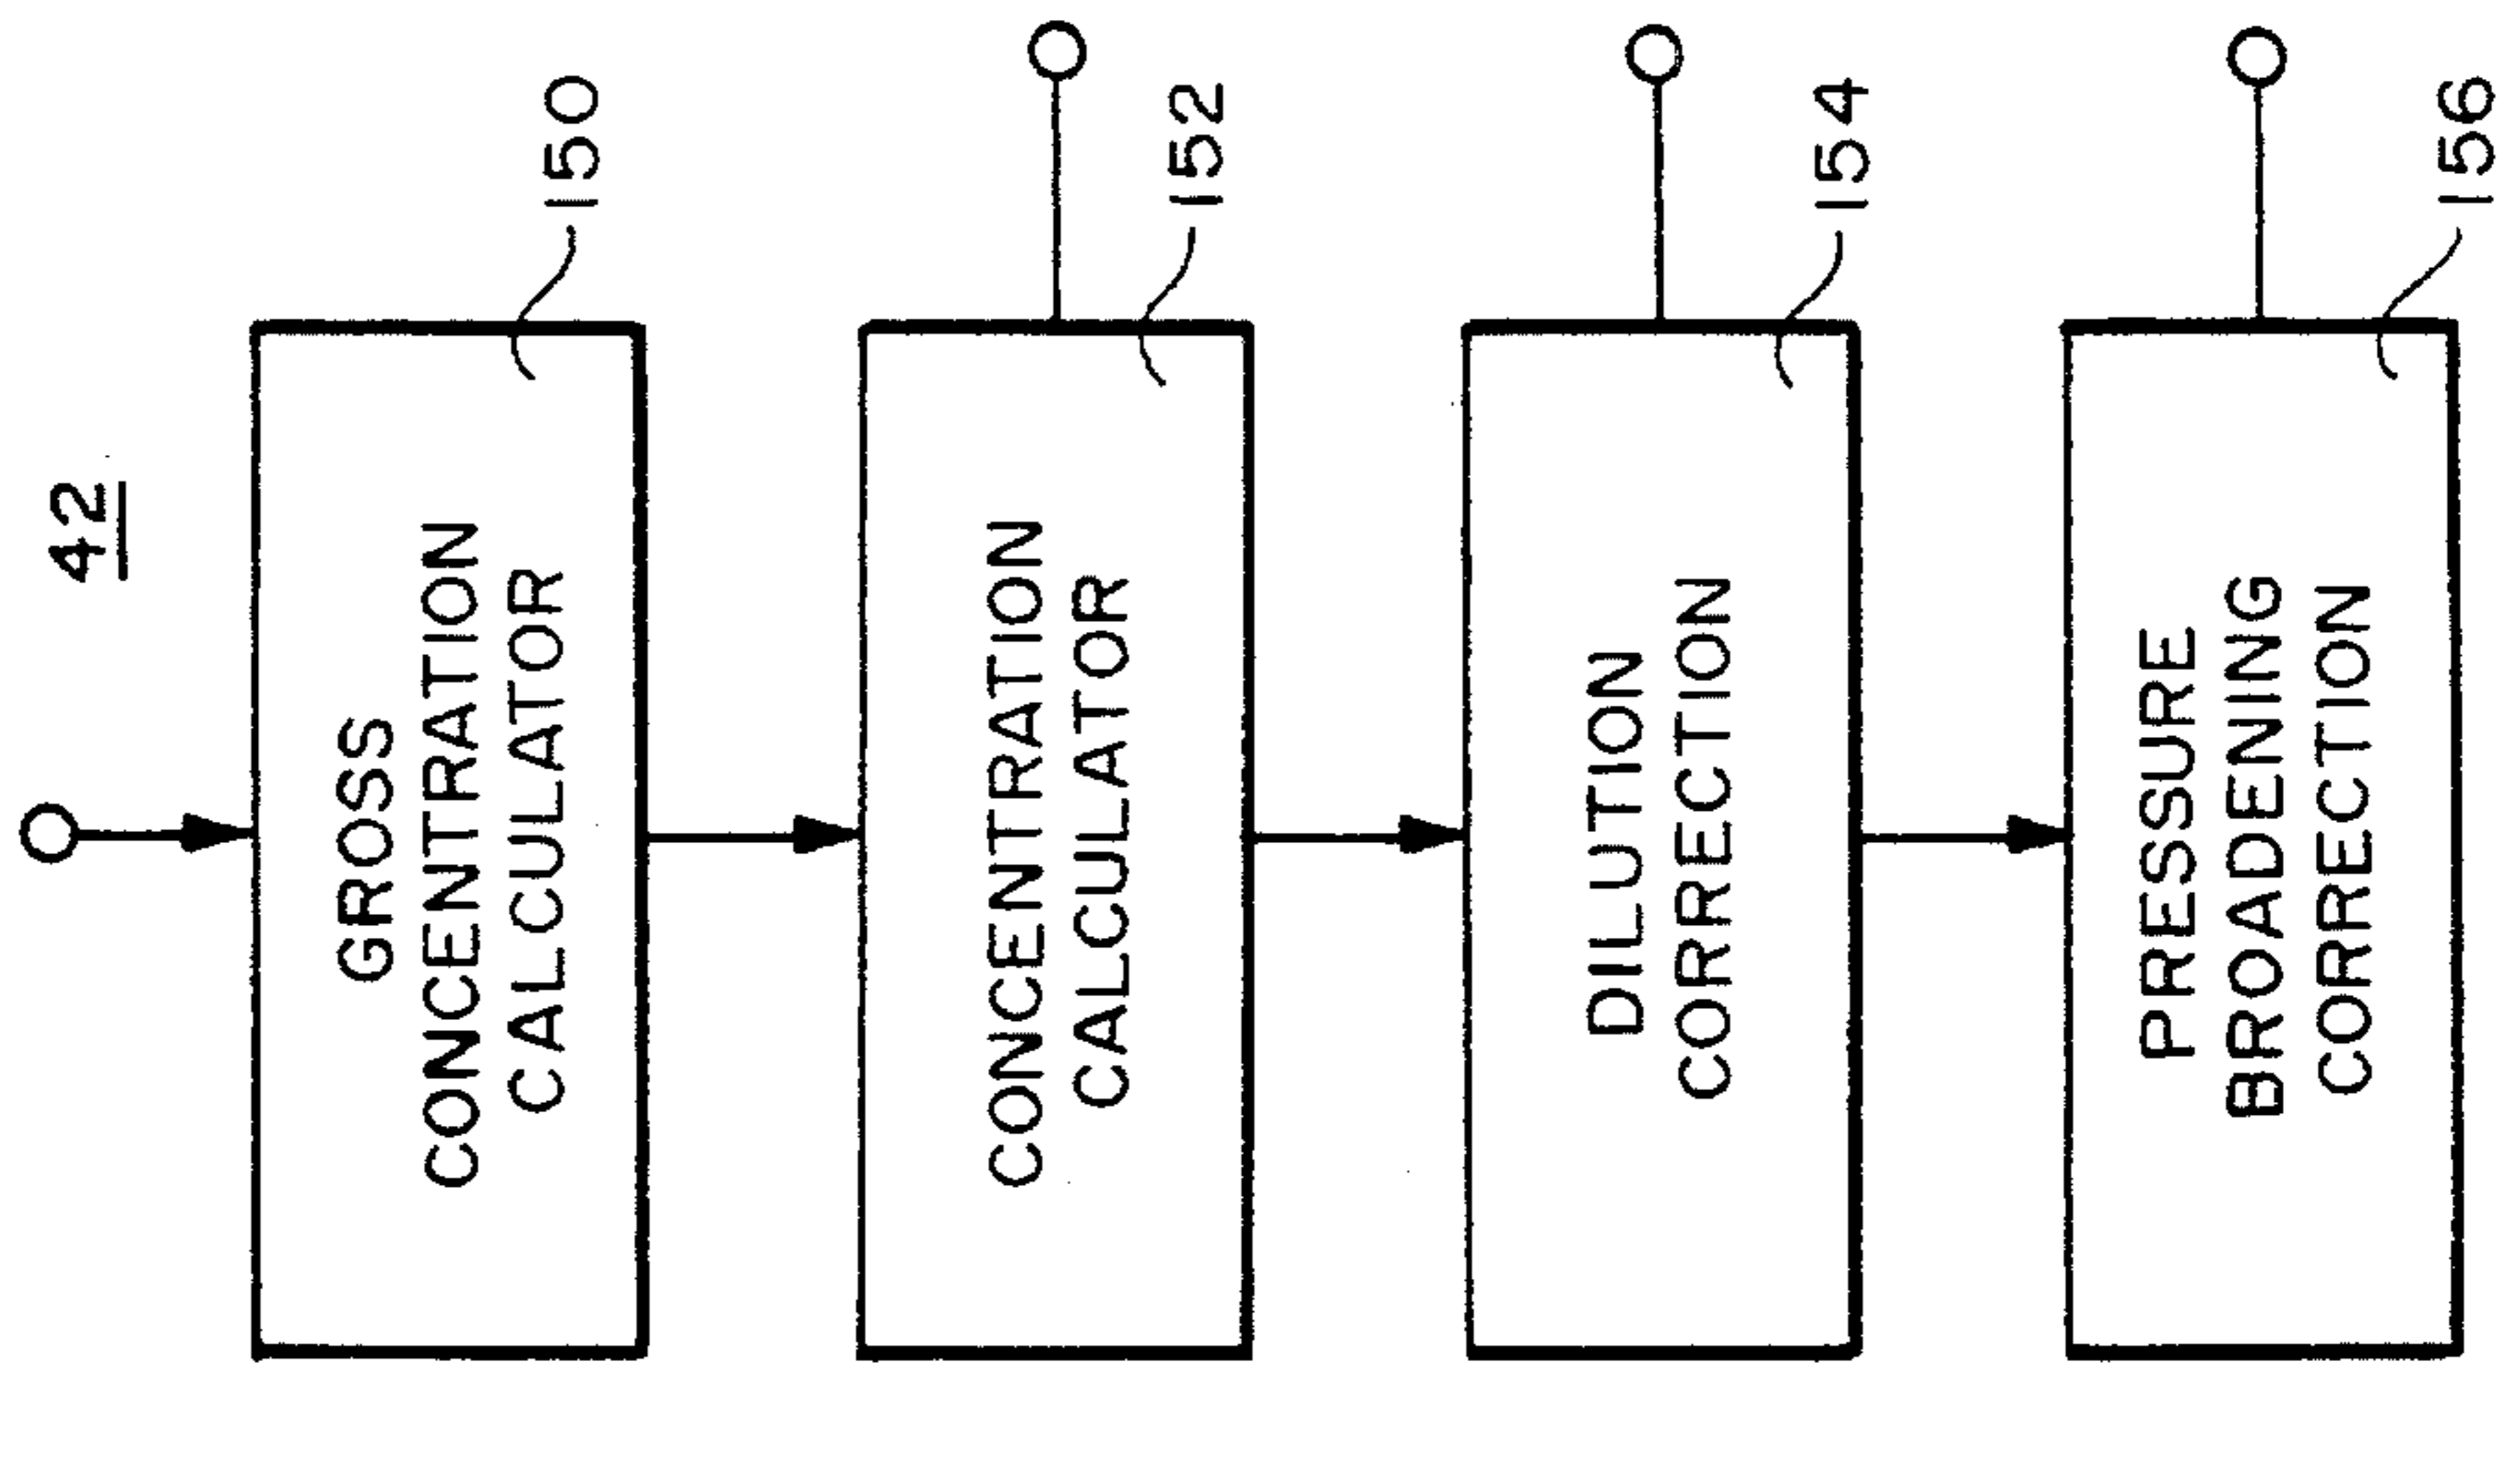 42
GROSS
CONCENTRATION
CALCULATOR
150
CONCENTRATION
CALCULATOR
152
DILUTION
CORRECTION
154
PRESSURE
BROADENING
CORRECTION
156